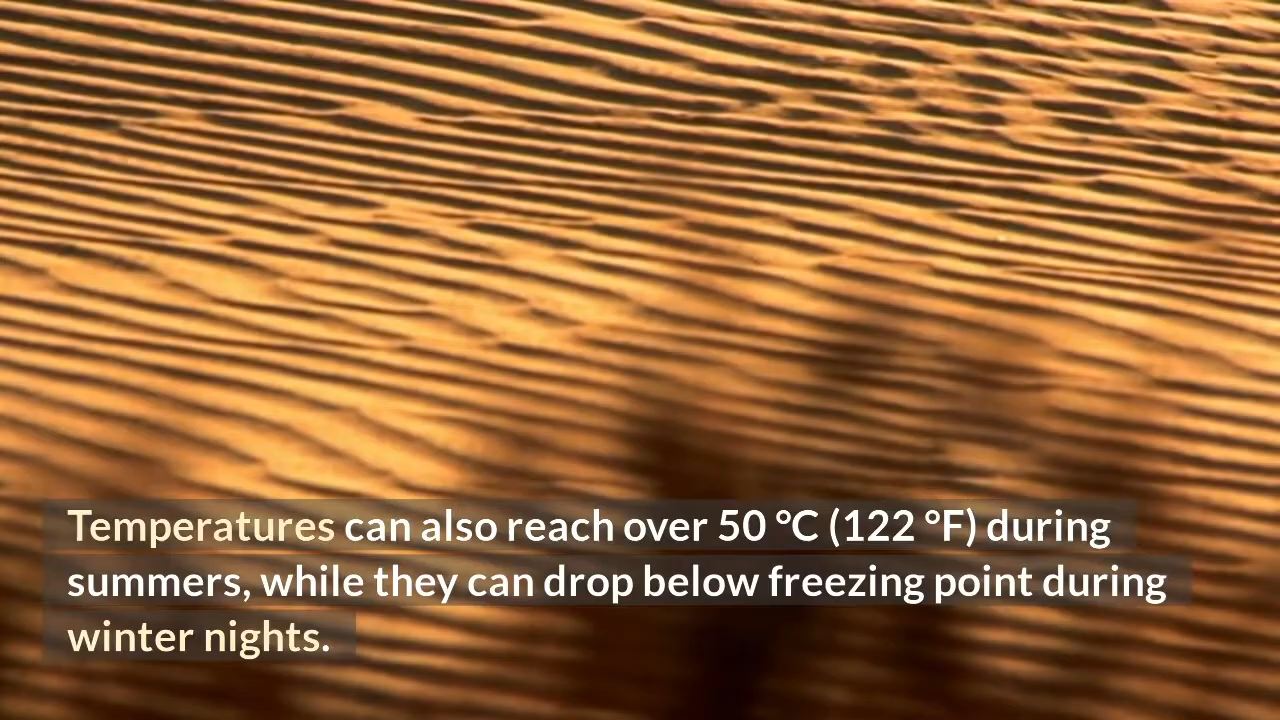 Temperatures can also reach over 50 °C (122 °F) during
summers, while they can drop below freezing point during
winter nights.